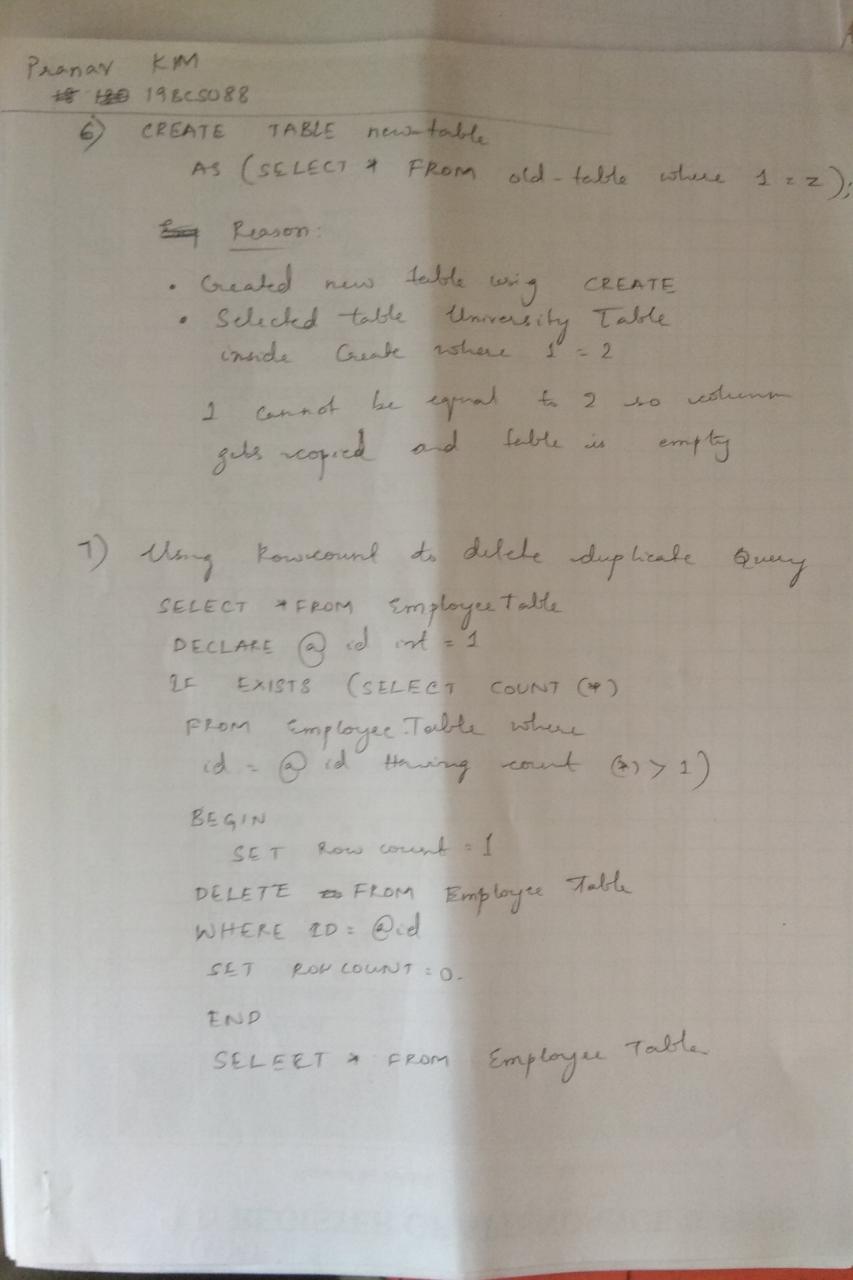 Pranav KM
19BCS088
6) CREATE TABLE new-table
AS (SELECT * FROM old-table where 1 = 2);
Reason:
• Created new table using CREATE
• Selected table University Table
inside Create where 1 = 2
1 cannot be equal to 2 so column
gets copied and table is empty
7) Using Rowcount to delete duplicate Query
SELECT * FROM Employee Table
DECLARE @ id int = 1
IF EXISTS (SELECT COUNT (*)
FROM Employee Table where
id = @ id Having count (*) > 1)
BEGIN
SET Row count = 1
DELETE FROM Employee Table
WHERE ID = @id
SET ROW COUNT = 0.
END
SELECT * FROM Employee Table